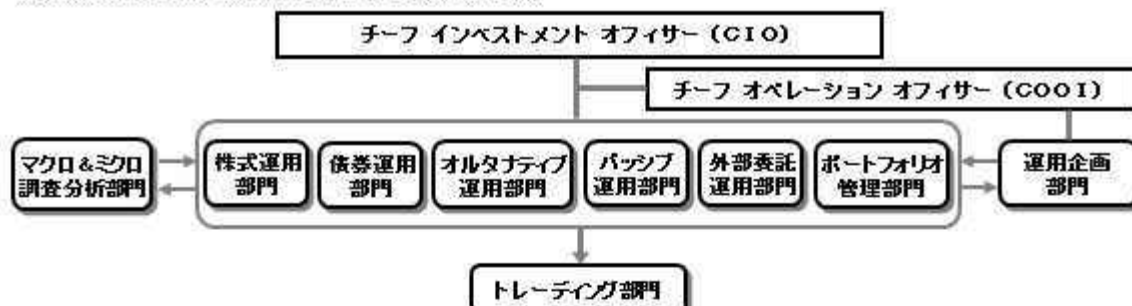 チーフ インベストメント オフィサー (CIO)
チーフ オペレーション オフィサー (COOI)
マクロ&ミクロ
調査分析部門
株式運用
部門
債券運用
部門
オルタナティブ
運用部門
パッシブ
運用部門
外部委託
運用部門
ポートフォリオ
管理部門
運用企画
部門
トレーディング部門